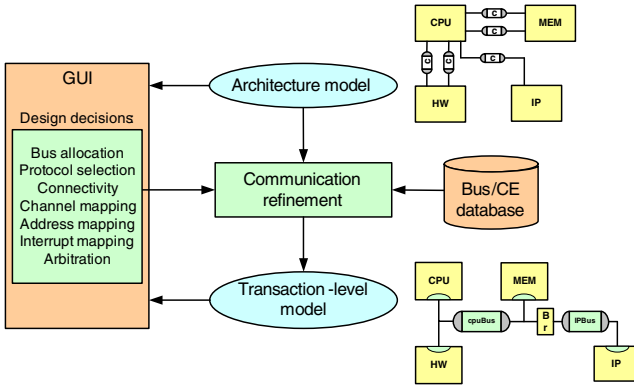 CPU
C
MEM
C
C
C
C
HW
IP
GUI
Design decisions:
Bus allocation
Protocol selection
Connectivity
Channel mapping
Address mapping
Interrupt mapping
Arbitration
Architecture model
Communication
refinement
Bus/CE
database
Transaction-level
model
CPU
MEM
cpuBus
B
r
IPBus
HW
IP